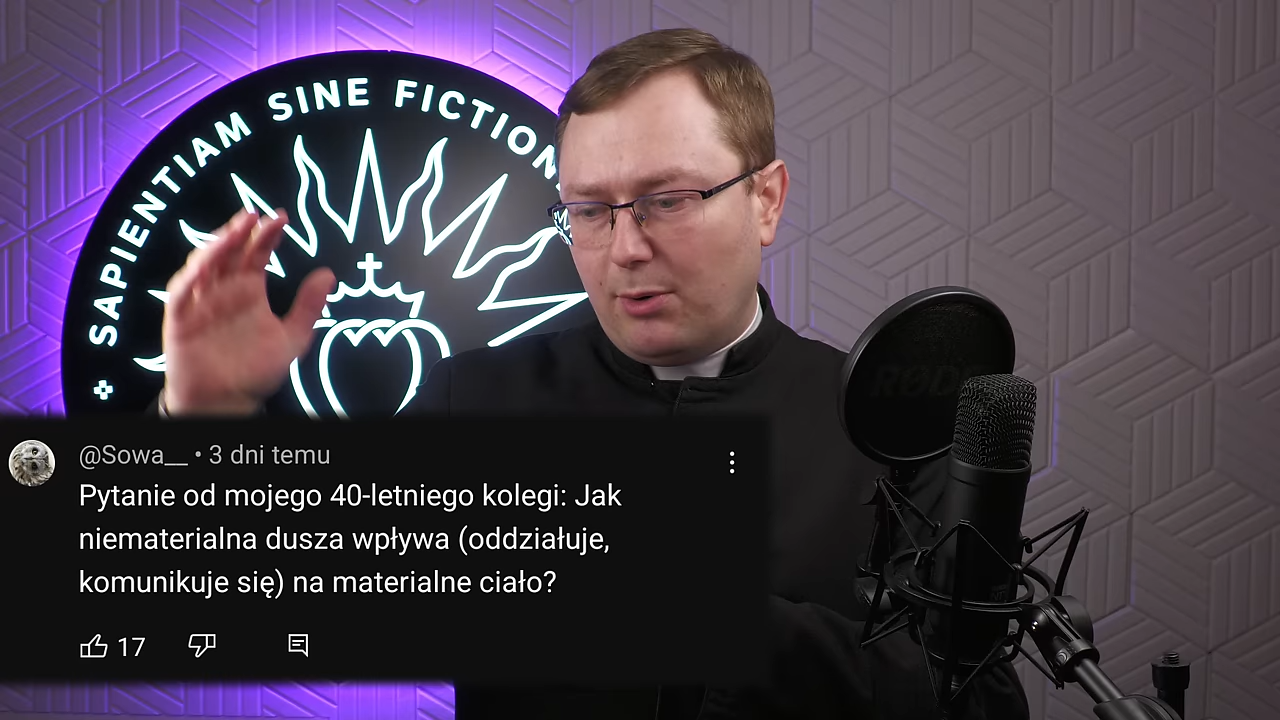 SAPIENTIAM SINE FICTION
RØDE
@Sowa__ • 3 dni temu
Pytanie od mojego 40-letniego kolegi: Jak
niematerialna dusza wpływa (oddziałuje,
komunikuje się) na materialne ciało?
17